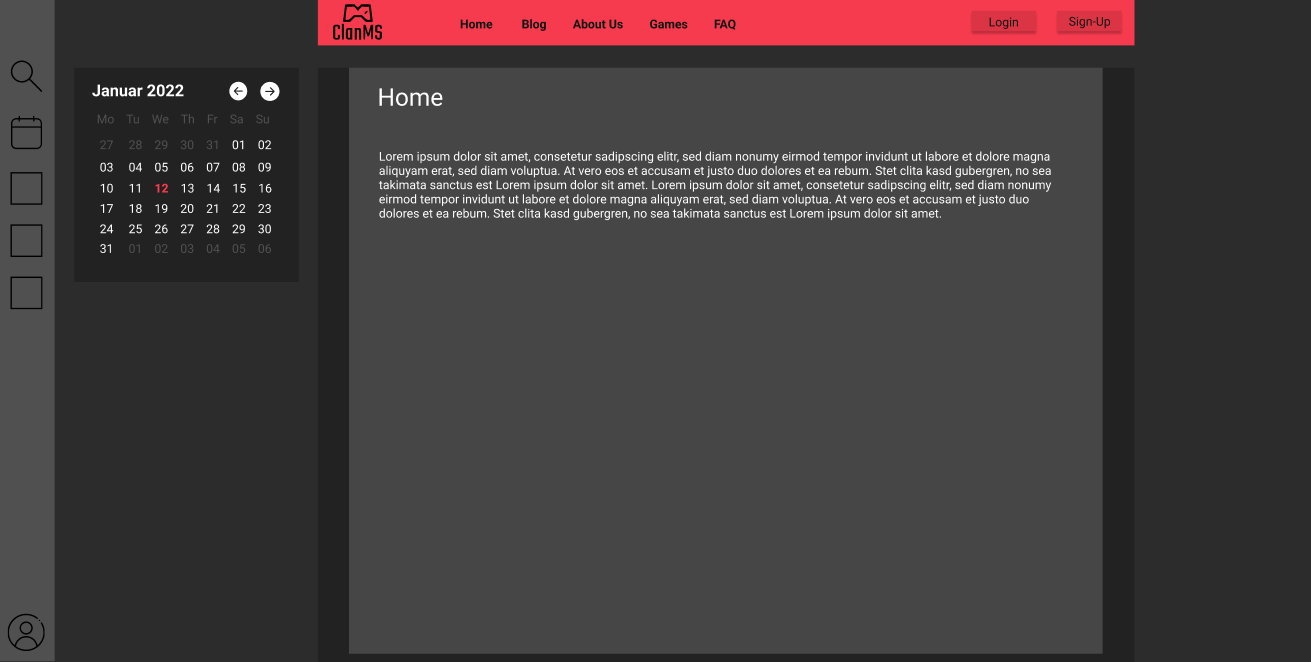 ClanMS
Home Blog About Us Games FAQ
Login Sign-Up
Januar 2022
Mo Tu We Th Fr Sa Su
27 28 29 30 31 01 02
03 04 05 06 07 08 09
10 11 12 13 14 15 16
17 18 19 20 21 22 23
24 25 26 27 28 29 30
31 01 02 03 04 05 06
Home
Lorem ipsum dolor sit amet, consetetur sadipscing elitr, sed diam nonumy eirmod tempor invidunt ut labore et dolore magna
aliquyam erat, sed diam voluptua. At vero eos et accusam et justo duo dolores et ea rebum. Stet clita kasd gubergren, no sea
takimata sanctus est Lorem ipsum dolor sit amet. Lorem ipsum dolor sit amet, consetetur sadipscing elitr, sed diam nonumy
eirmod tempor invidunt ut labore et dolore magna aliquyam erat, sed diam voluptua. At vero eos et accusam et justo duo
dolores et ea rebum. Stet clita kasd gubergren, no sea takimata sanctus est Lorem ipsum dolor sit amet.